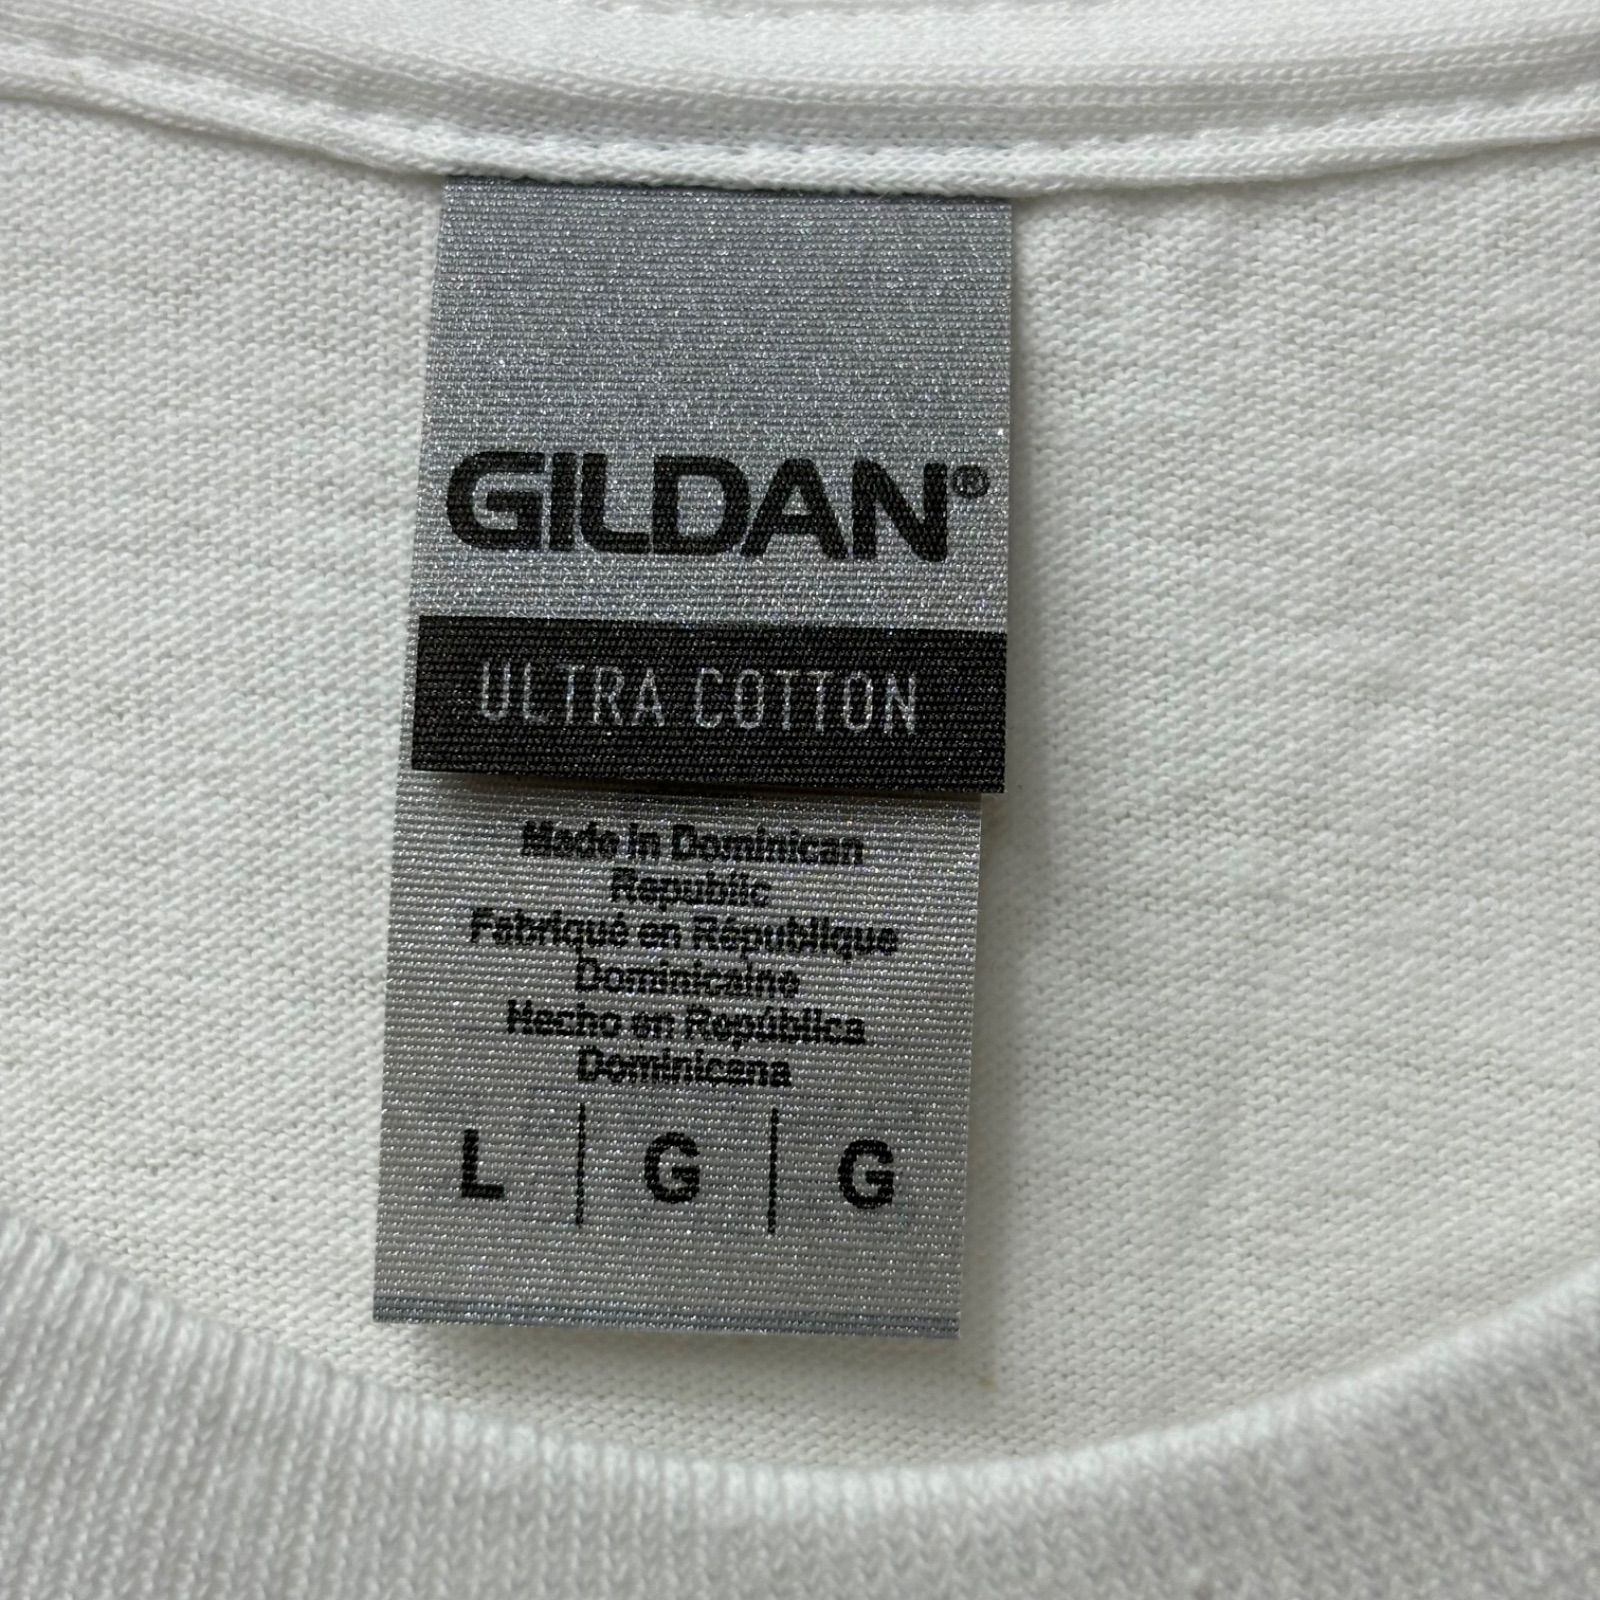 GILDAN®
ULTRA COTTON
Made in Dominican
Republic
Fabriqué en République
Dominicaine
Hecho en República
Dominicana
L | G | G